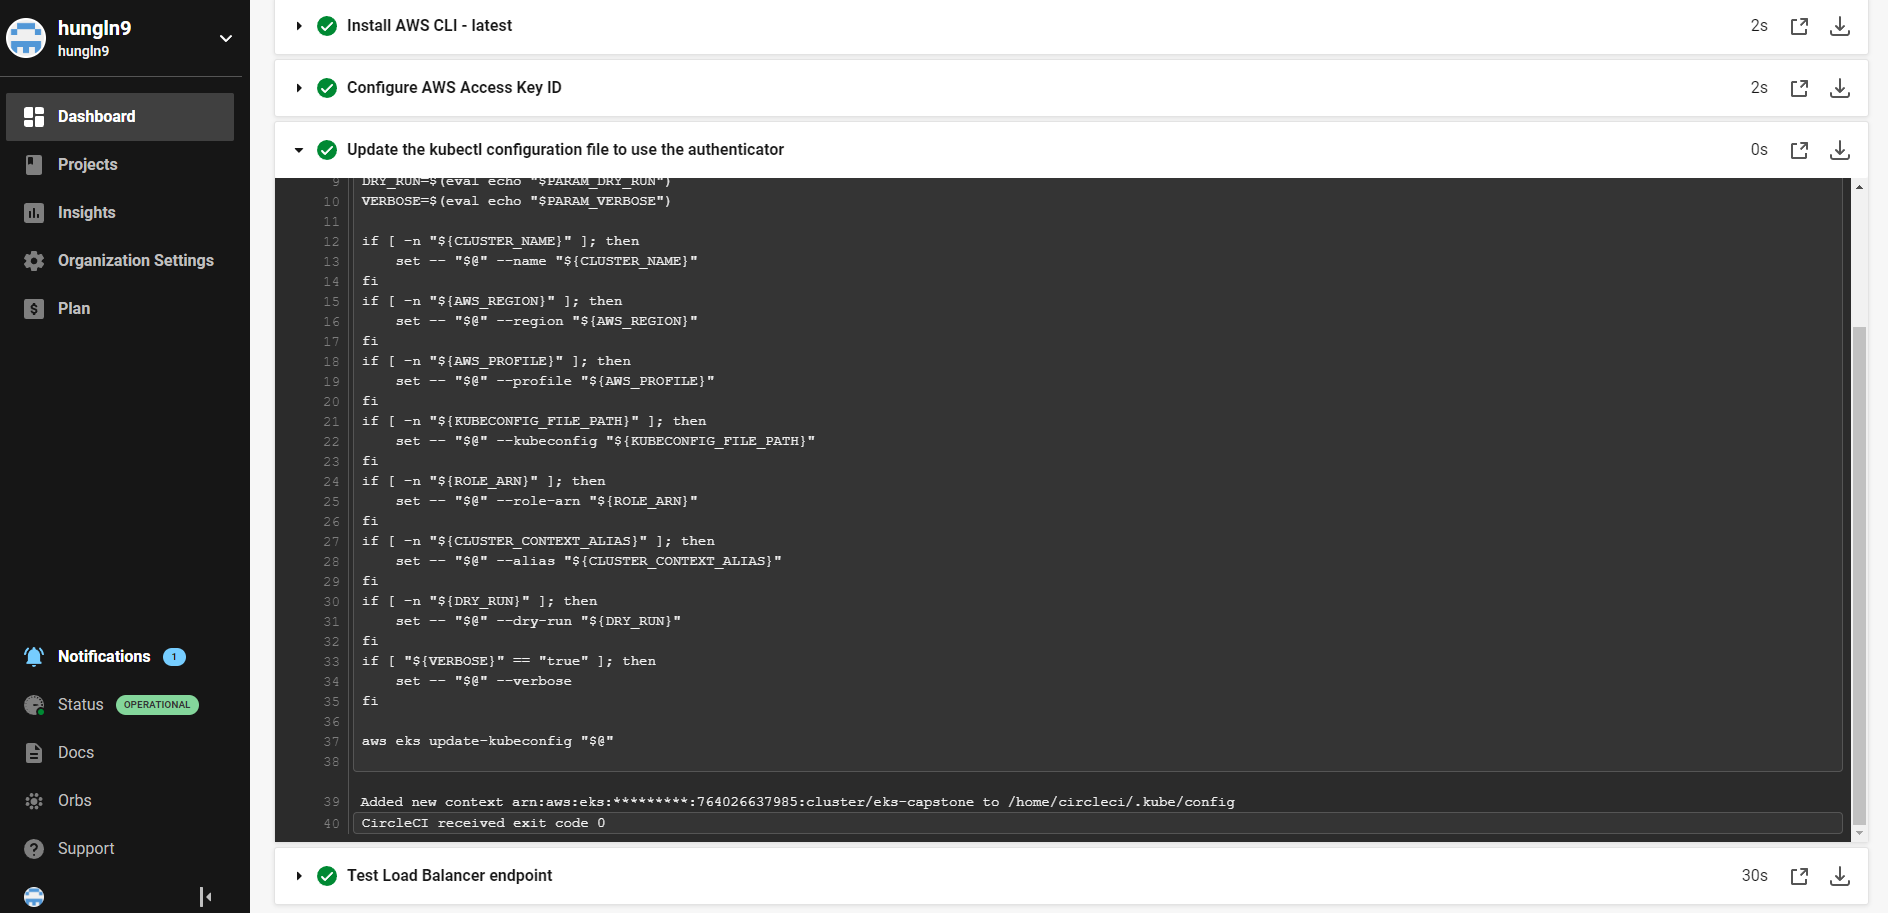 hungln9
hungln9
Dashboard
Projects
Insights
Organization Settings
Plan
Notifications 1
Status OPERATIONAL
Docs
Orbs
Support
Install AWS CLI - latest 2s
Configure AWS Access Key ID 2s
Update the kubectl configuration file to use the authenticator 0s
9 DRY_RUN=$(eval echo "$PARAM_DRY_RUN")
10 VERBOSE=$(eval echo "$PARAM_VERBOSE")
11
12 if [ -n "${CLUSTER_NAME}" ]; then
13     set -- "$@" --name "${CLUSTER_NAME}"
14 fi
15 if [ -n "${AWS_REGION}" ]; then
16     set -- "$@" --region "${AWS_REGION}"
17 fi
18 if [ -n "${AWS_PROFILE}" ]; then
19     set -- "$@" --profile "${AWS_PROFILE}"
20 fi
21 if [ -n "${KUBECONFIG_FILE_PATH}" ]; then
22     set -- "$@" --kubeconfig "${KUBECONFIG_FILE_PATH}"
23 fi
24 if [ -n "${ROLE_ARN}" ]; then
25     set -- "$@" --role-arn "${ROLE_ARN}"
26 fi
27 if [ -n "${CLUSTER_CONTEXT_ALIAS}" ]; then
28     set -- "$@" --alias "${CLUSTER_CONTEXT_ALIAS}"
29 fi
30 if [ -n "${DRY_RUN}" ]; then
31     set -- "$@" --dry-run "${DRY_RUN}"
32 fi
33 if [ "${VERBOSE}" == "true" ]; then
34     set -- "$@" --verbose
35 fi
36
37 aws eks update-kubeconfig "$@"
38
39 Added new context arn:aws:eks:*********:764026637985:cluster/eks-capstone to /home/circleci/.kube/config
40 CircleCI received exit code 0
Test Load Balancer endpoint 30s